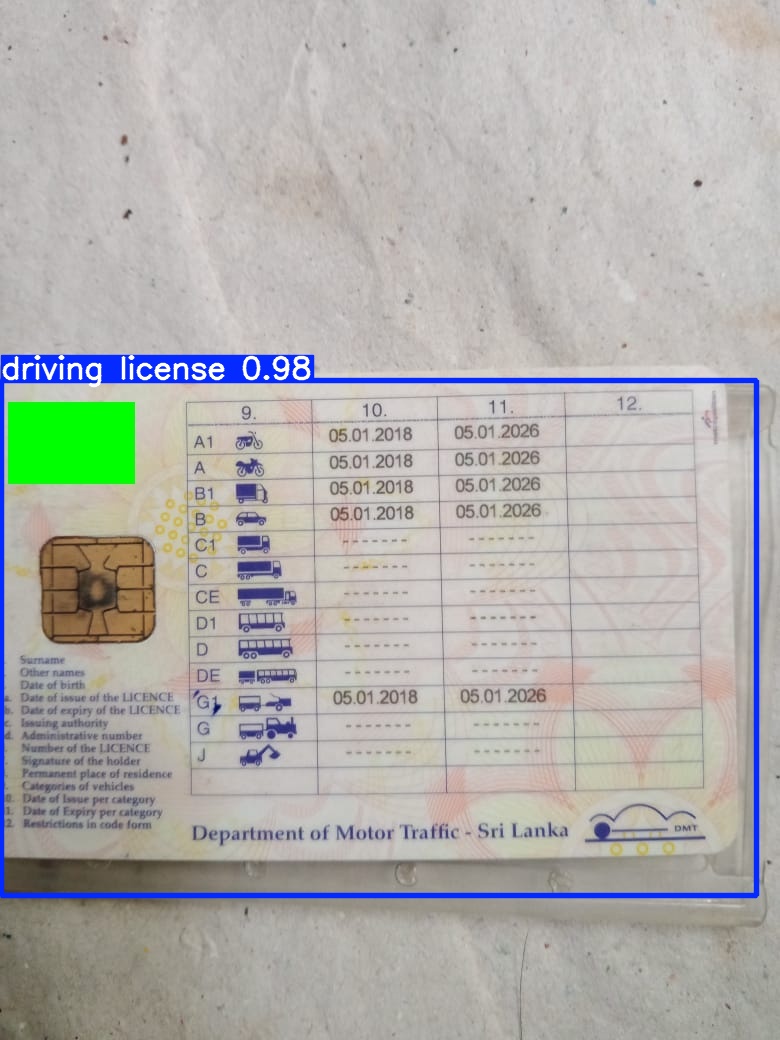 driving license 0.98
9. 10. 11. 12.
A1 05.01.2018 05.01.2026
A 05.01.2018 05.01.2026
B1 05.01.2018 05.01.2026
B 05.01.2018 05.01.2026
C1 ------- -------
C ------- -------
CE ------- -------
D1 ------- -------
D ------- -------
DE ------- -------
G1 05.01.2018 05.01.2026
G ------- -------
J ------- -------
Surname
Other names
Date of birth
a. Date of issue of the LICENCE
b. Date of expiry of the LICENCE
c. Issuing authority
d. Administrative number
Number of the LICENCE
Signature of the holder
Permanent place of residence
Categories of vehicles
0. Date of Issue per category
1. Date of Expiry per category
2. Restrictions in code form
Department of Motor Traffic - Sri Lanka
DMT